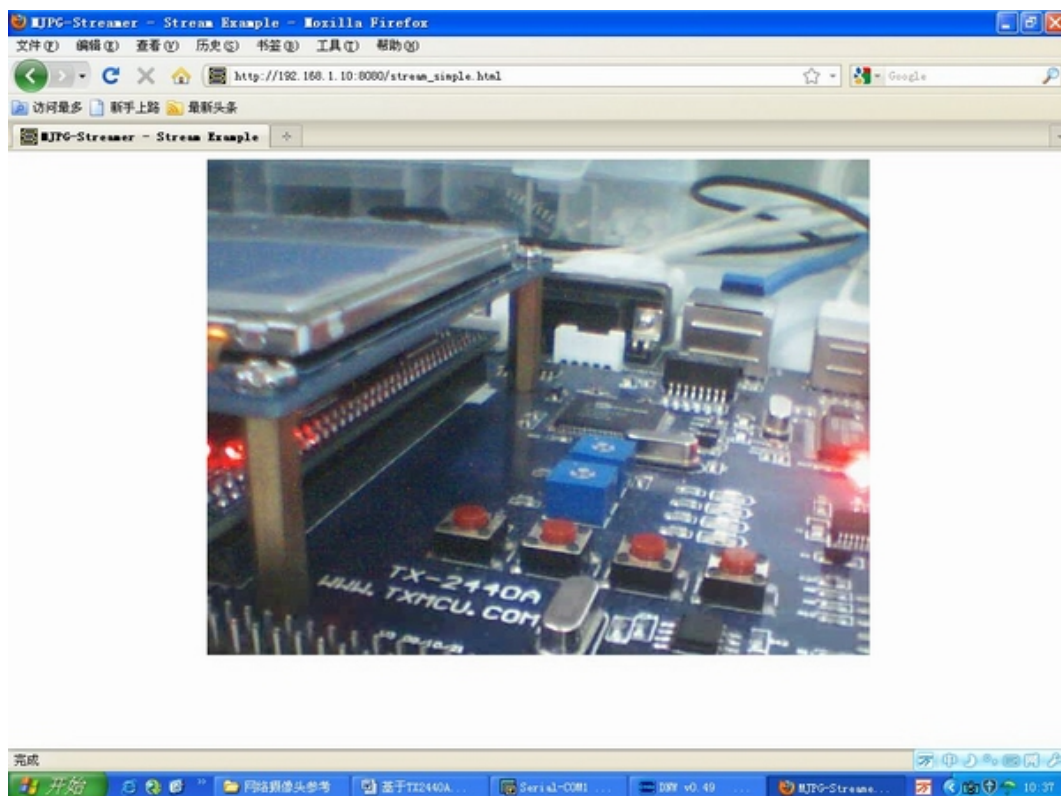 MJPG-Streamer - Stream Example - Mozilla Firefox
文件(F) 编辑(E) 查看(V) 历史(S) 书签(B) 工具(T) 帮助(H)
http://192.168.1.10:8080/stream_simple.html
Google
访问最多 新手上路 最新头条
MJPG-Streamer - Stream Example
TX-2440A
WWW.TXMCU.COM
完成
开始
网络摄像头参考
基于TX2440A...
Serial-COM1 ...
DNW v0.49 ...
MJPG-Streame...
10:37